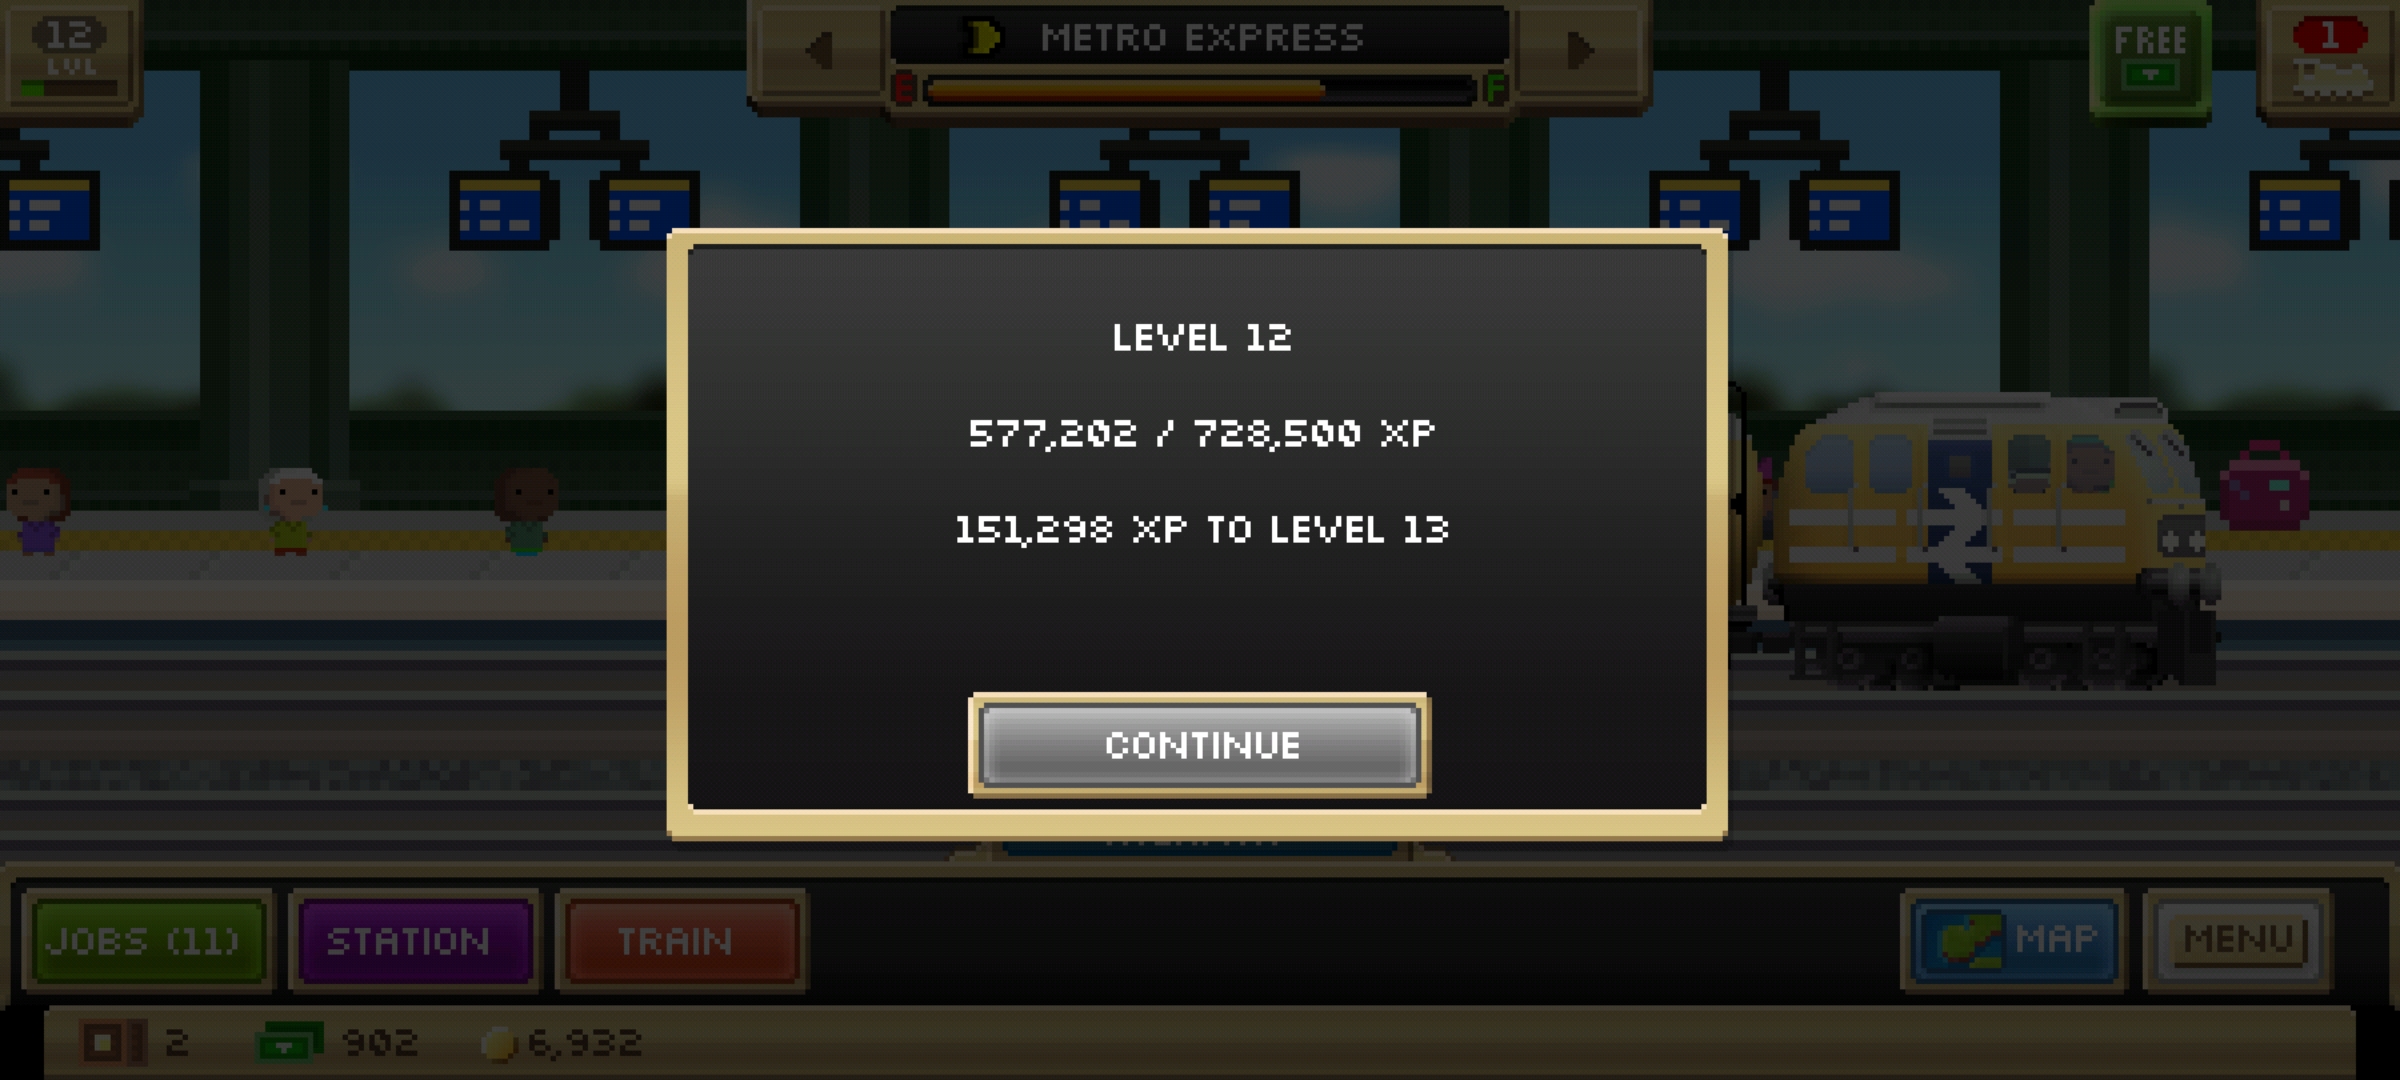 12
LVL
METRO EXPRESS
E
F
FREE
1
LEVEL 12
577,202 / 728,500 XP
151,298 XP TO LEVEL 13
CONTINUE
JOBS (11)
STATION
TRAIN
MAP
MENU
2
902
6,932